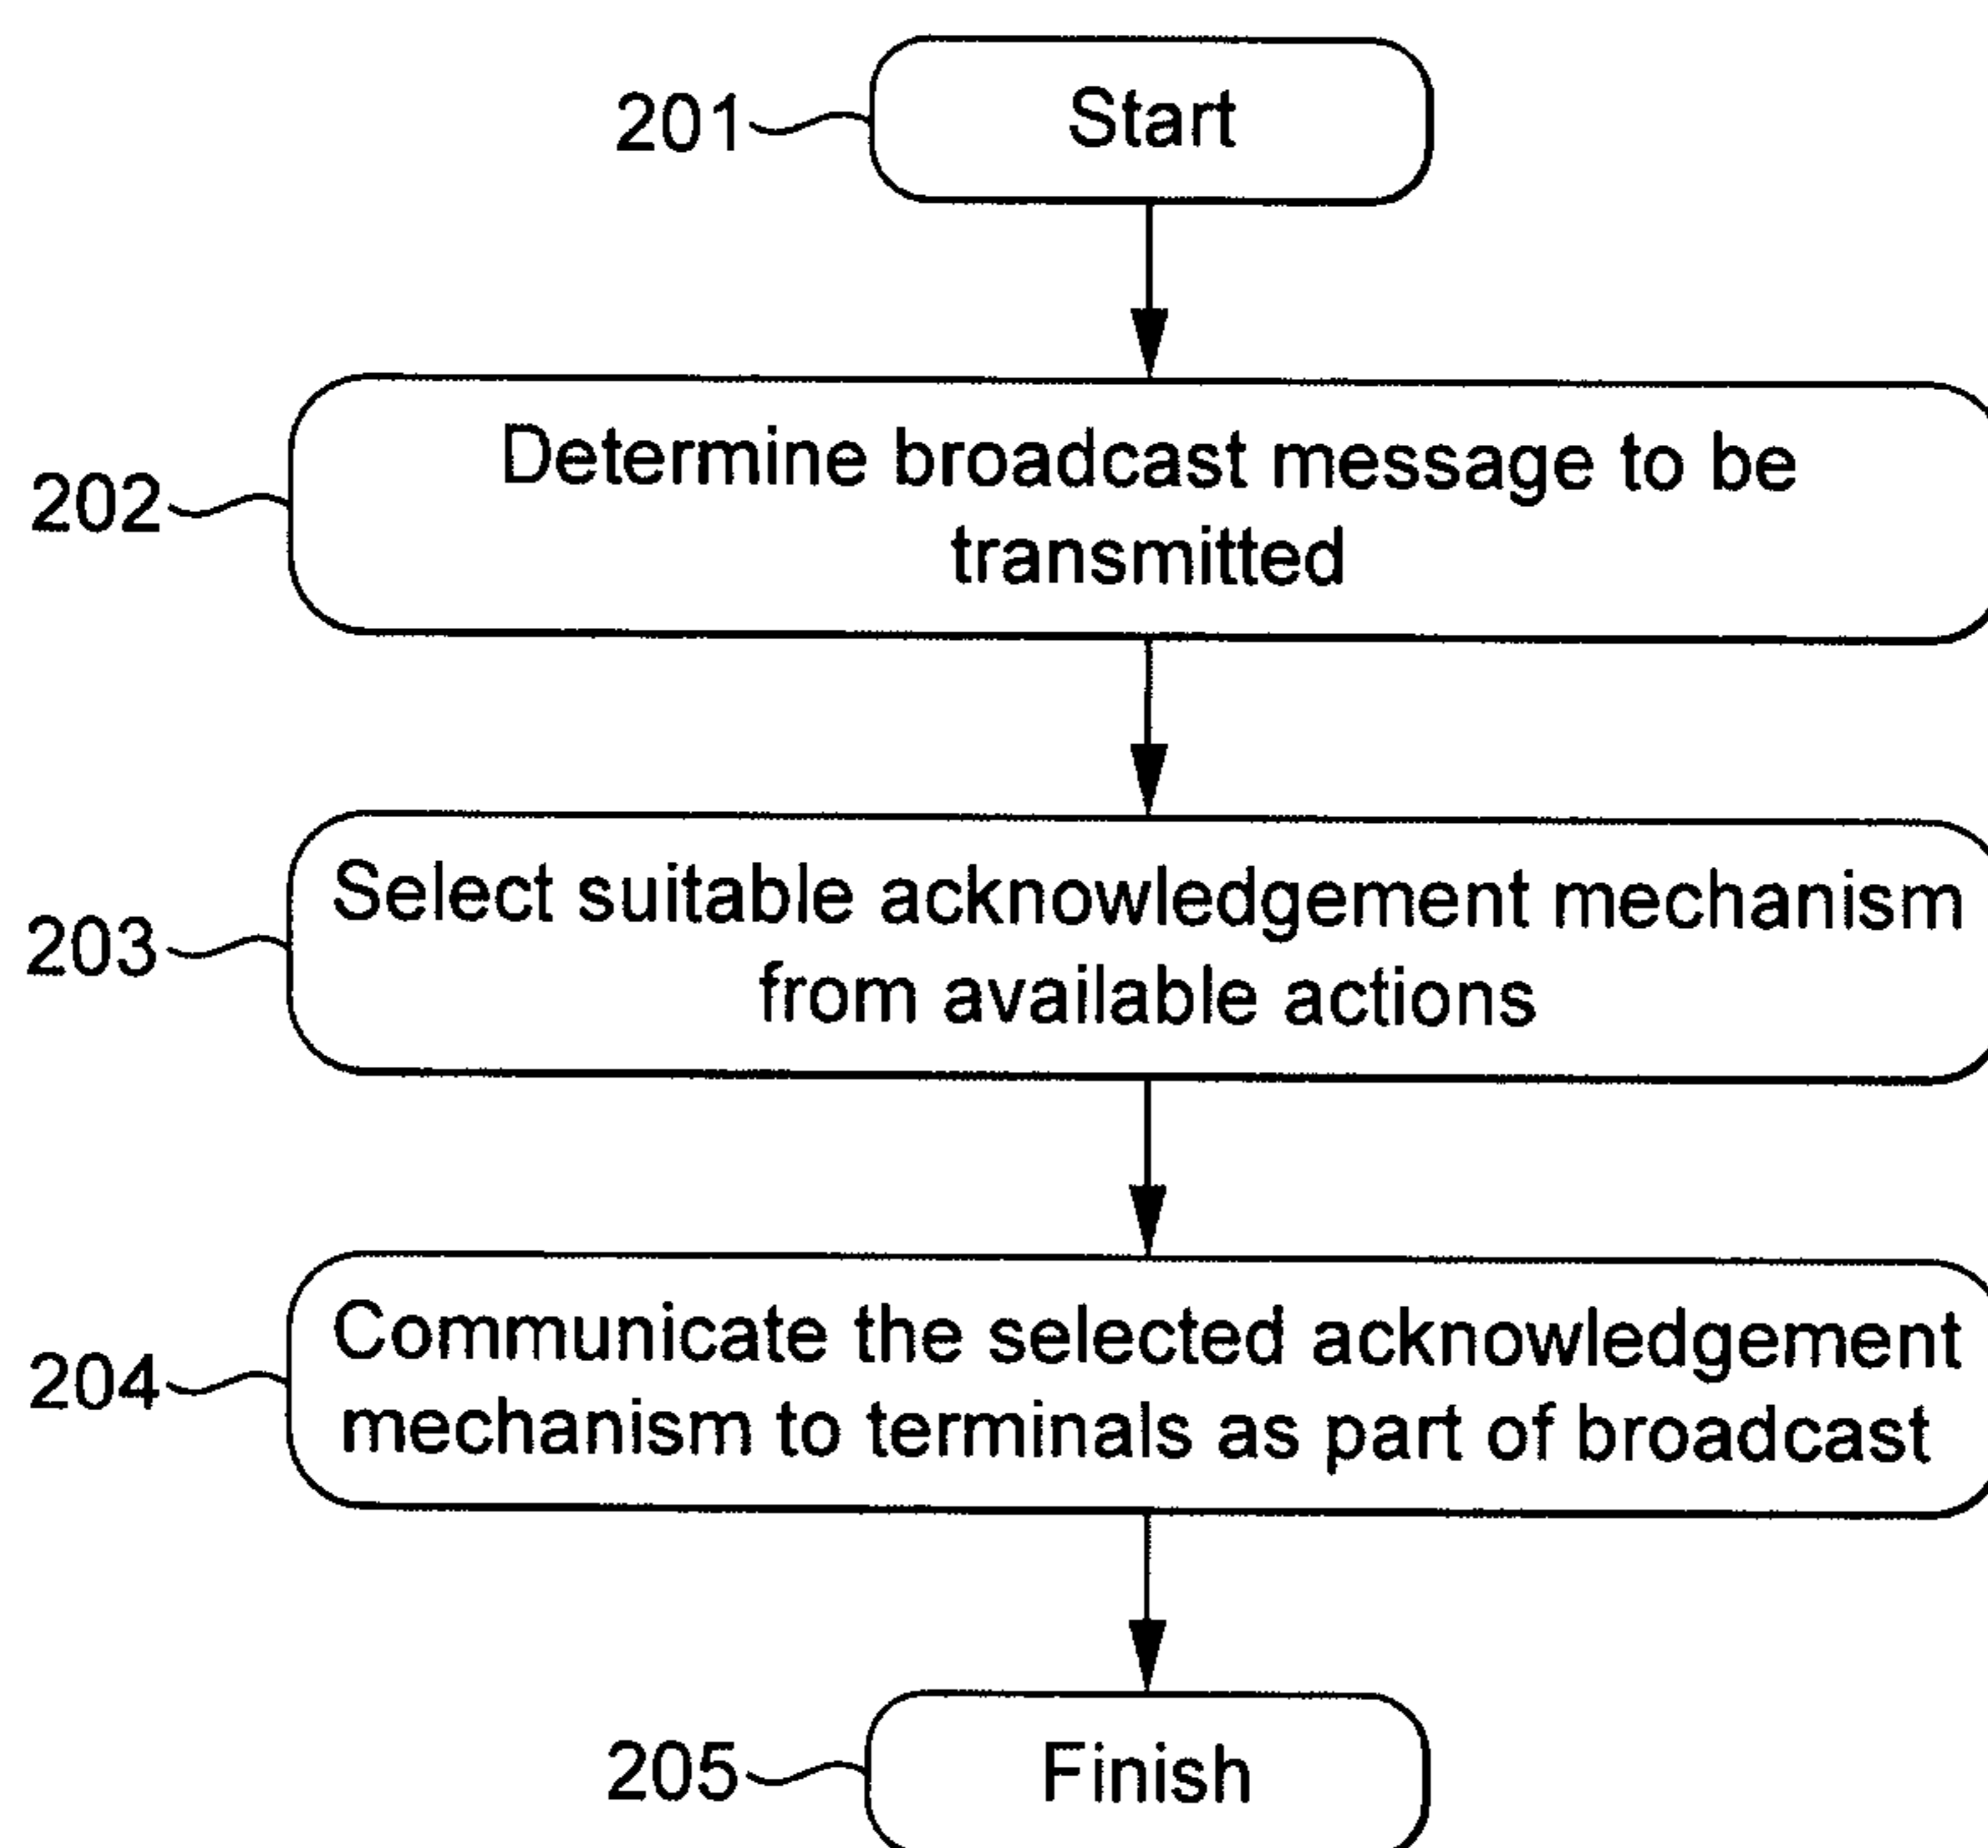 201
Start
202
Determine broadcast message to be
transmitted
203
Select suitable acknowledgement mechanism
from available actions
204
Communicate the selected acknowledgement
mechanism to terminals as part of broadcast
205
Finish